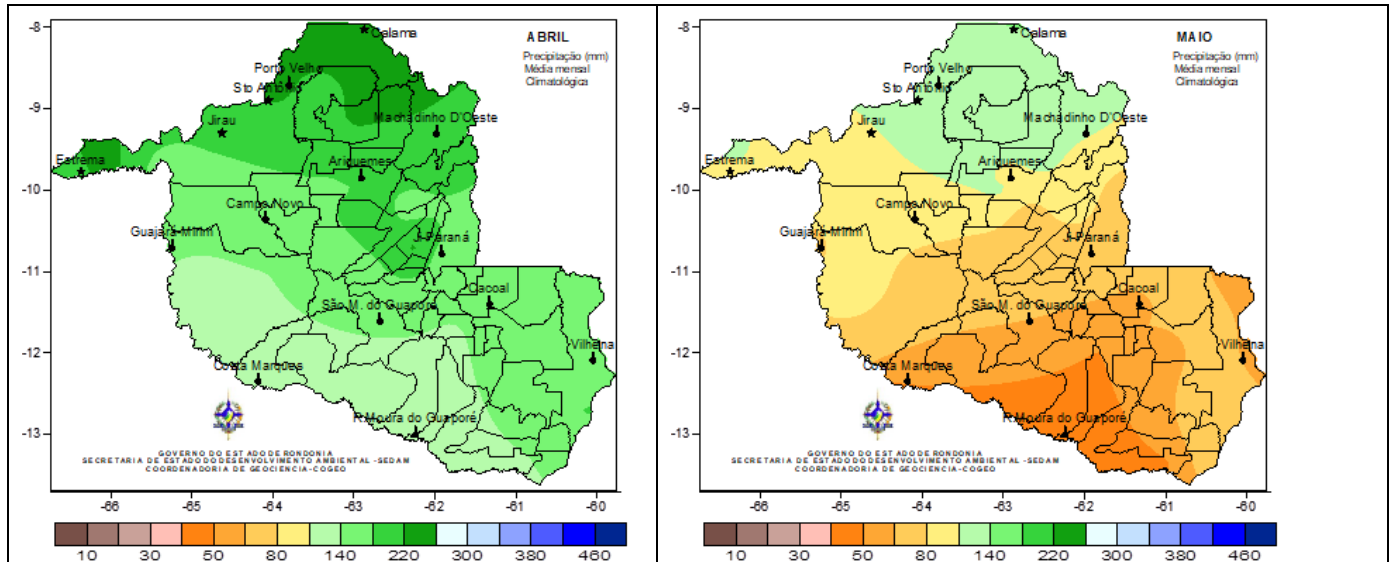 ABRIL
Precipitação (mm)
Média mensal
Climatológica
-8
-9
-10
-11
-12
-13
Calama
Porto Velho
Sto Antônio
Jirau
Machadinho D'Oeste
Estrema
Ariquemes
Campo Novo
Guajará-Mirim
Ji-Paraná
Cacoal
São M. do Guaporé
Vilhena
Costa Marques
R.Moura do Guaporé
GOVERNO DO ESTADO DE RONDONIA
SECRETARIA DE ESTADO DO DESENVOLVIMENTO AMBIENTAL -SEDAM
COORDENADORIA DE GEOCIENCIA-COGEO
-66 -65 -64 -63 -62 -61 -60
10 30 50 80 140 220 300 380 460
MAIO
Precipitação (mm)
Média mensal
Climatológica
-8
-9
-10
-11
-12
-13
Calama
Porto Velho
Sto Antônio
Jirau
Machadinho D'Oeste
Estrema
Ariquemes
Campo Novo
Guajará-Mirim
Ji-Paraná
Cacoal
São M. do Guaporé
Vilhena
Costa Marques
R.Moura do Guaporé
GOVERNO DO ESTADO DE RONDONIA
SECRETARIA DE ESTADO DO DESENVOLVIMENTO AMBIENTAL -SEDAM
COORDENADORIA DE GEOCIENCIA-COGEO
-66 -65 -64 -63 -62 -61 -60
10 30 50 80 140 220 300 380 460